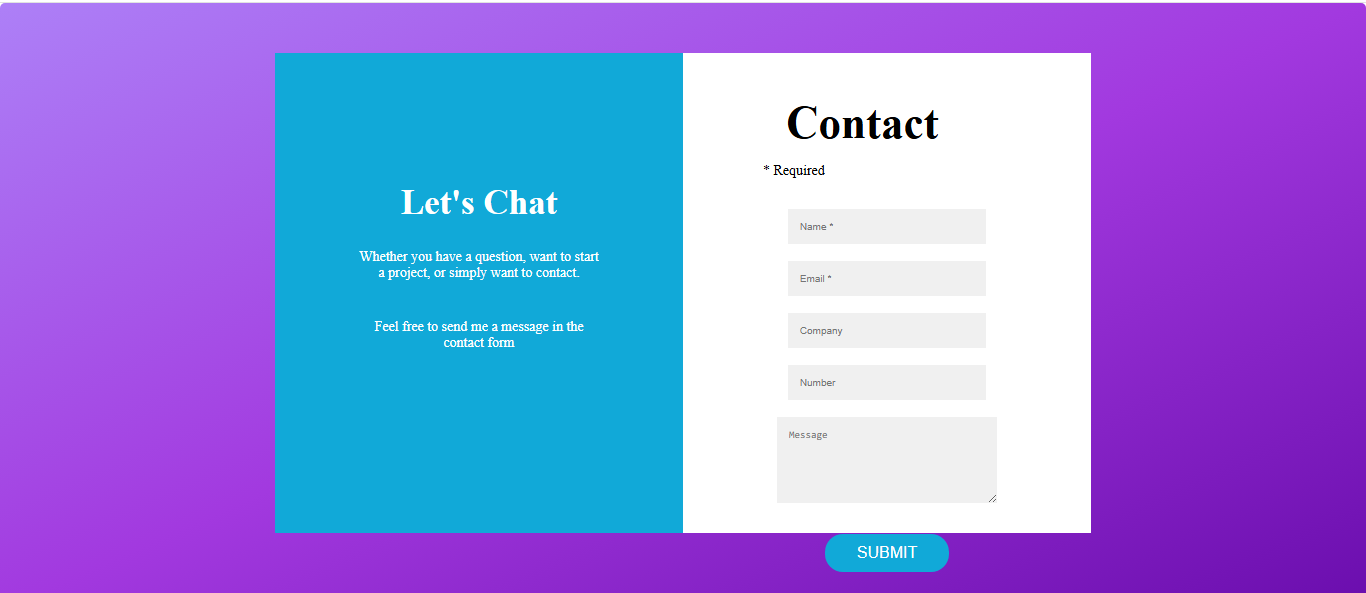 Let's Chat
Whether you have a question, want to start
a project, or simply want to contact.
Feel free to send me a message in the
contact form
Contact
* Required
Name *
Email *
Company
Number
Message
SUBMIT